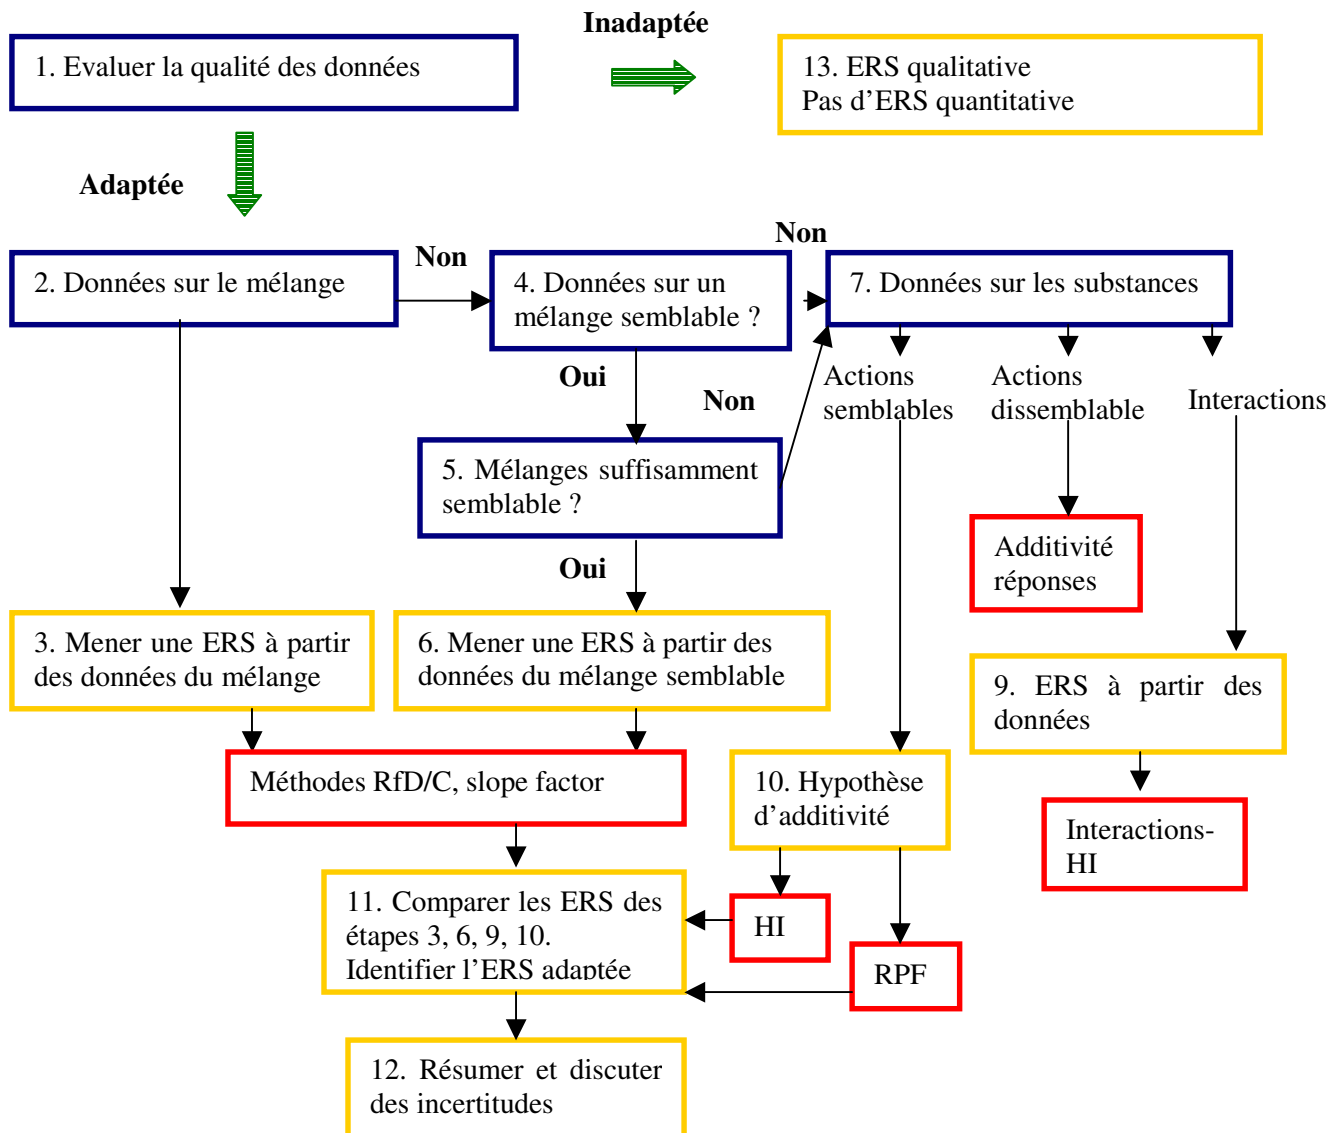 Inadaptée
1. Evaluer la qualité des données
13. ERS qualitative
Pas d’ERS quantitative
Adaptée
Non
Non
2. Données sur le mélange
4. Données sur un
mélange semblable ?
7. Données sur les substances
Oui
Non
Actions
semblables
Actions
dissemblable
Interactions
5. Mélanges suffisamment
semblable ?
Additivité
réponses
Oui
3. Mener une ERS à partir
des données du mélange
6. Mener une ERS à partir des
données du mélange semblable
9. ERS à partir des
données
Méthodes RfD/C, slope factor
10. Hypothèse
d’additivité
Interactions-
HI
11. Comparer les ERS des
étapes 3, 6, 9, 10.
Identifier l’ERS adaptée
HI
RPF
12. Résumer et discuter
des incertitudes